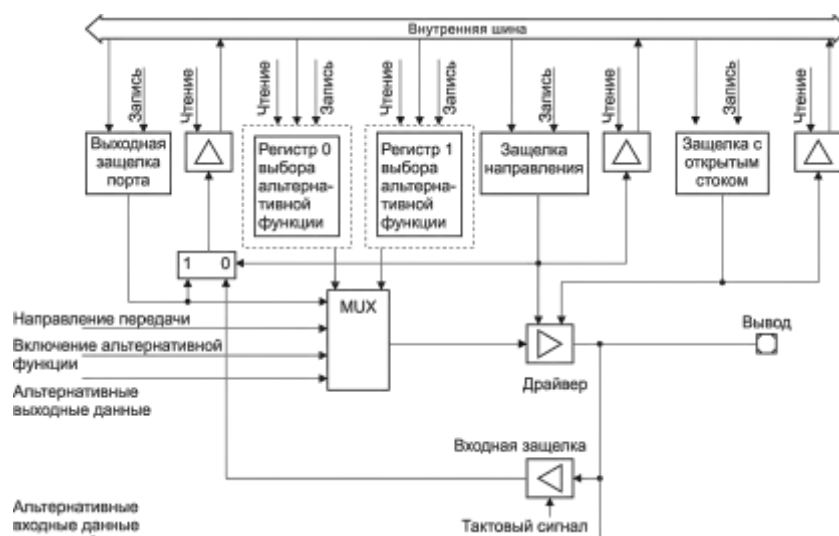 Внутренняя шина
Запись
Чтение
Чтение
Запись
Чтение
Запись
Запись
Чтение
Запись
Чтение
Выходная
защелка
порта
Регистр 0
выбора
альтерна-
тивной
функции
Регистр 1
выбора
альтерна-
тивной
функции
Защелка
направления
Защелка с
открытым
стоком
1 0
MUX
Направление передачи
Включение альтернативной
функции
Альтернативные
выходные данные
Драйвер
Вывод
Входная защелка
Тактовый сигнал
Альтернативные
входные данные